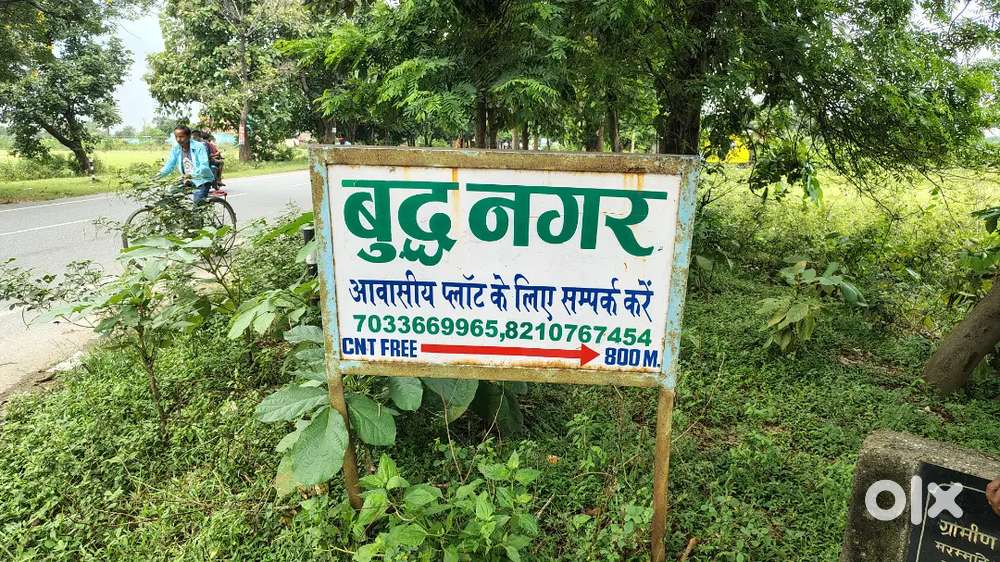 बुद्ध नगर
आवासीय प्लॉट के लिए सम्पर्क करें
7033669965,8210767454
CNT FREE 800 M.
olx
ग्रामीण